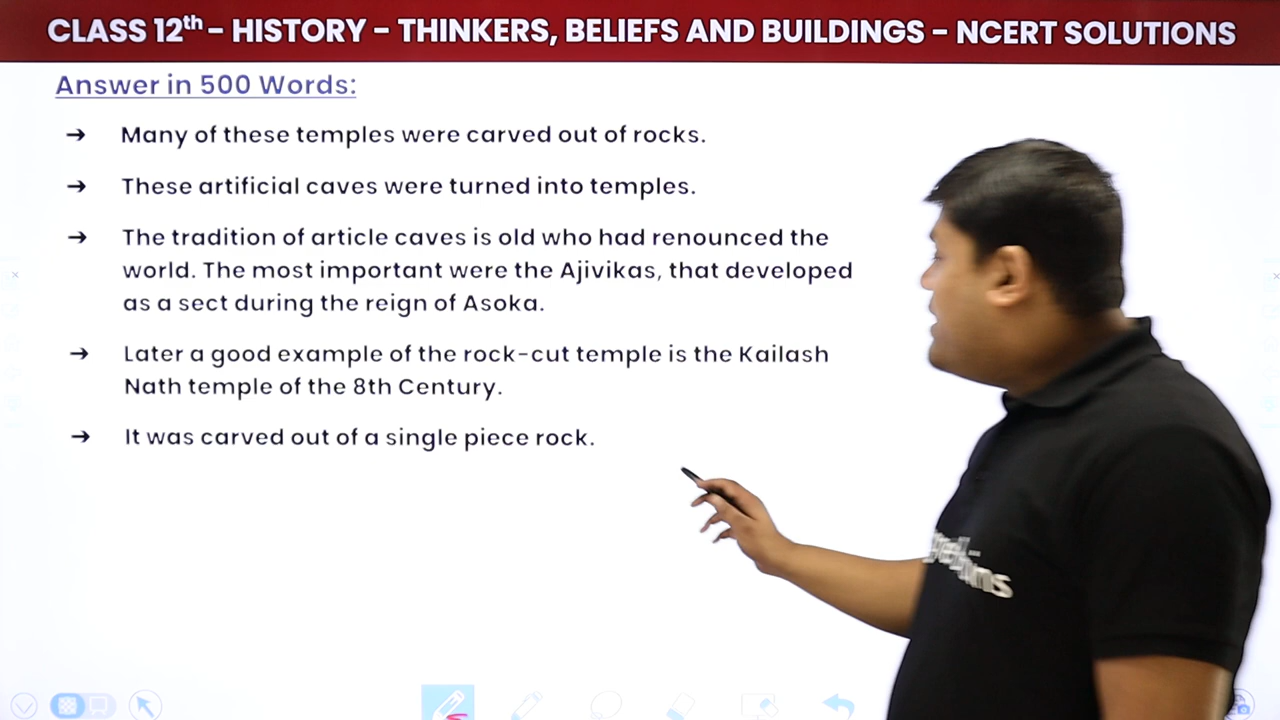 CLASS 12th – HISTORY – THINKERS, BELIEFS AND BUILDINGS – NCERT SOLUTIONS
Answer in 500 Words:
➔ Many of these temples were carved out of rocks.
➔ These artificial caves were turned into temples.
➔ The tradition of article caves is old who had renounced the
world. The most important were the Ajivikas, that developed
as a sect during the reign of Asoka.
➔ Later a good example of the rock-cut temple is the Kailash
Nath temple of the 8th Century.
➔ It was carved out of a single piece rock.